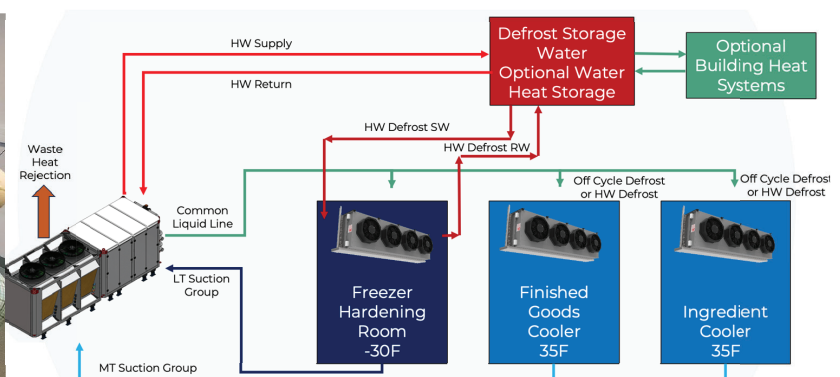 HW Supply
HW Return
Defrost Storage
Water
Optional Water
Heat Storage
Optional
Building Heat
Systems
HW Defrost SW
HW Defrost RW
Waste
Heat
Rejection
Common
Liquid Line
Off Cycle Defrost
or HW Defrost
Off Cycle Defrost
or HW Defrost
LT Suction
Group
MT Suction Group
Freezer
Hardening
Room
-30F
Finished
Goods
Cooler
35F
Ingredient
Cooler
35F